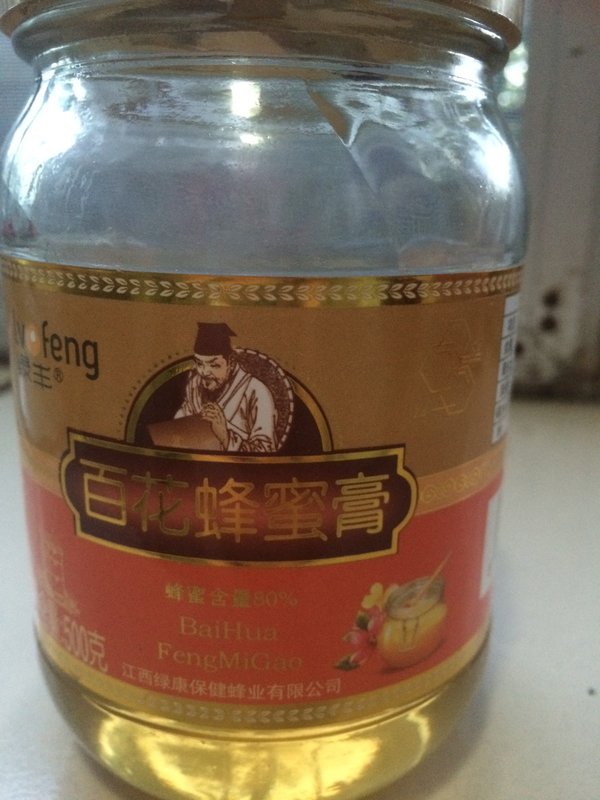 feng
丰®
百花蜂蜜膏
蜂蜜含量80%
BaiHua
FengMiGao
500克
江西绿康保健蜂业有限公司